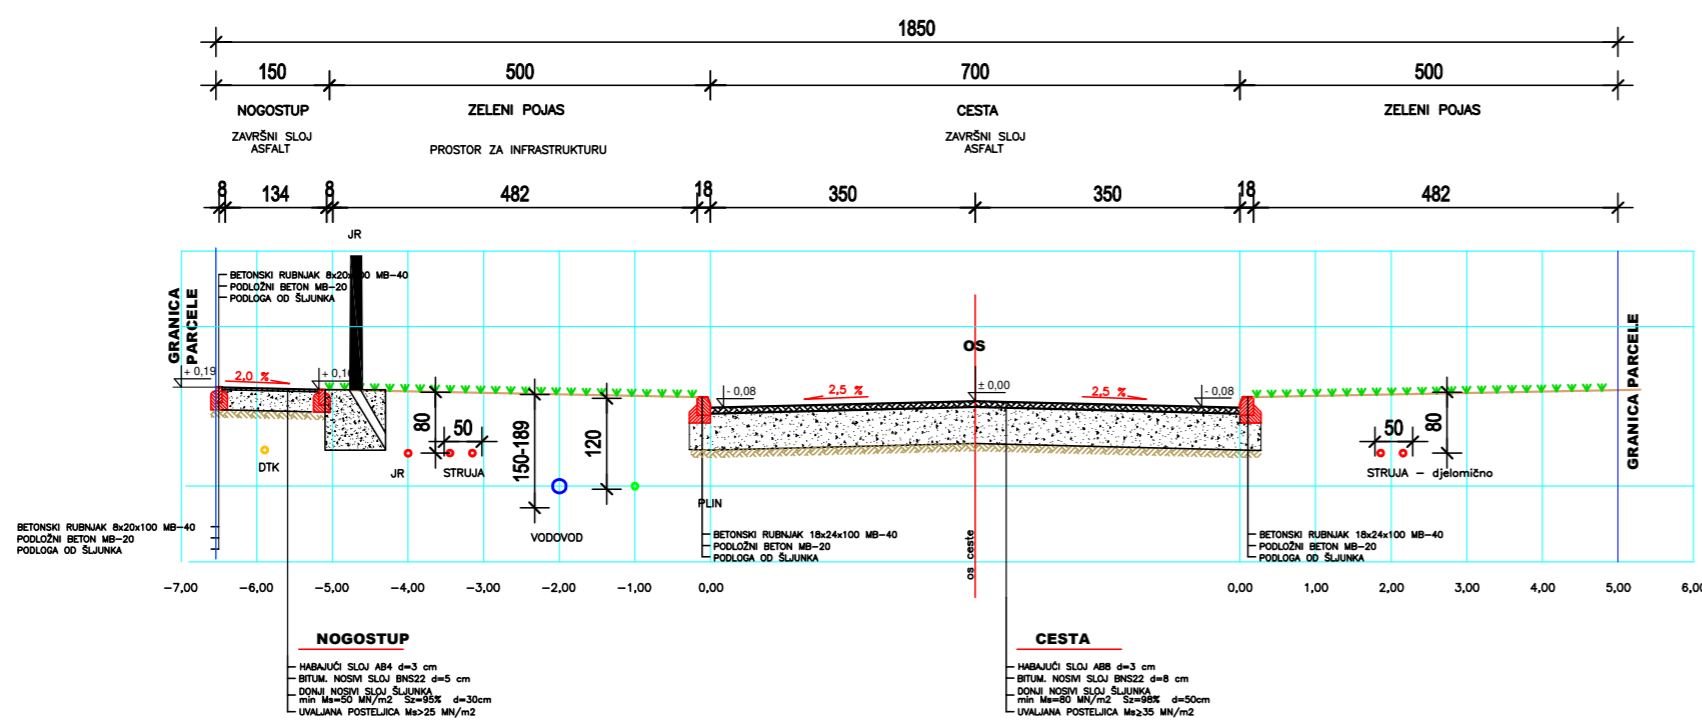 1850
150 500 700 500
NOGOSTUP ZELENI POJAS CESTA ZELENI POJAS
ZAVRŠNI SLOJ
ASFALT
PROSTOR ZA INFRASTRUKTURU
ZAVRŠNI SLOJ
ASFALT
8 134 8 482 18 350 350 18 482
JR
BETONSKI RUBNJAK 8x20x100 MB-40
PODLOŽNI BETON MB-20
PODLOGA OD ŠLJUNKA
GRANICA
PARCELE
+ 0,19
2,0 %
+ 0,16
OS
- 0,08
2,5 %
± 0,00
2,5 %
- 0,08
GRANICA PARCELE
80
50
150-189
120
50
80
DTK
JR
STRUJA
STRUJA - djelomično
PLIN
VODOVOD
BETONSKI RUBNJAK 8x20x100 MB-40
PODLOŽNI BETON MB-20
PODLOGA OD ŠLJUNKA
BETONSKI RUBNJAK 18x24x100 MB-40
PODLOŽNI BETON MB-20
PODLOGA OD ŠLJUNKA
os ceste
BETONSKI RUBNJAK 18x24x100 MB-40
PODLOŽNI BETON MB-20
PODLOGA OD ŠLJUNKA
-7,00 -6,00 -5,00 -4,00 -3,00 -2,00 -1,00 0,00 0,00 1,00 2,00 3,00 4,00 5,00 6,00
NOGOSTUP
HABAJUĆI SLOJ AB4 d=3 cm
BITUM. NOSIVI SLOJ BNS22 d=5 cm
DONJI NOSIVI SLOJ ŠLJUNKA
min Ms=50 MN/m2 Sz=95% d=30cm
UVALJANA POSTELJICA Ms>25 MN/m2
CESTA
HABAJUĆI SLOJ AB8 d=3 cm
BITUM. NOSIVI SLOJ BNS22 d=8 cm
DONJI NOSIVI SLOJ ŠLJUNKA
min Ms=80 MN/m2 Sz=98% d=50cm
UVALJANA POSTELJICA Ms≥35 MN/m2